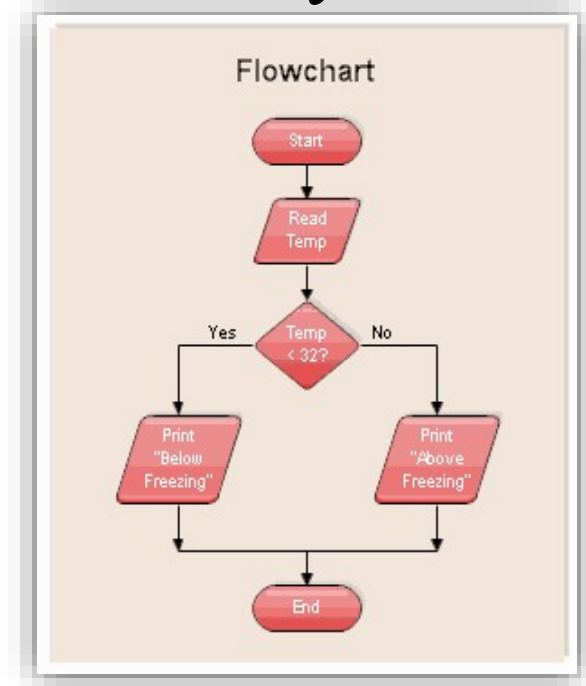 Flowchart
Start
Read
Temp
Temp
< 32?
Yes
No
Print
"Below
Freezing"
Print
"Above
Freezing"
End